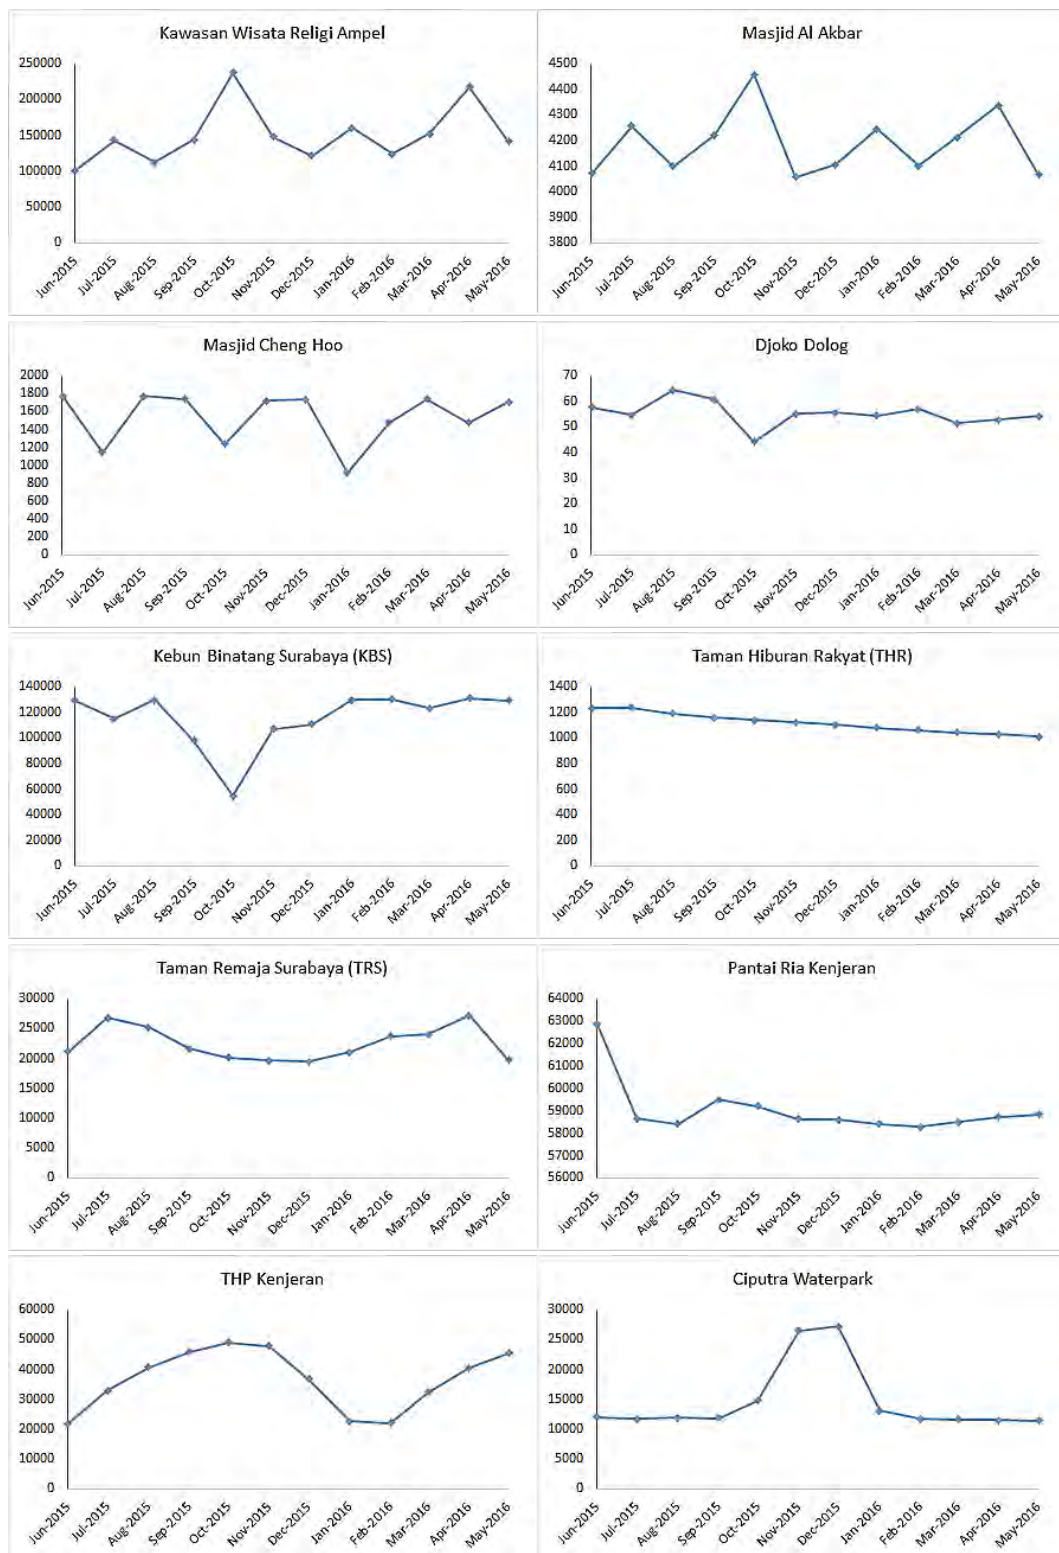 Kawasan Wisata Religi Ampel
250000
200000
150000
100000
50000
0
Jun-2015
Jul-2015
Aug-2015
Sep-2015
Oct-2015
Nov-2015
Dec-2015
Jan-2016
Feb-2016
Mar-2016
Apr-2016
May-2016
Masjid Al Akbar
4500
4400
4300
4200
4100
4000
3900
3800
Jun-2015
Jul-2015
Aug-2015
Sep-2015
Oct-2015
Nov-2015
Dec-2015
Jan-2016
Feb-2016
Mar-2016
Apr-2016
May-2016
Masjid Cheng Hoo
2000
1800
1600
1400
1200
1000
800
600
400
200
0
Jun-2015
Jul-2015
Aug-2015
Sep-2015
Oct-2015
Nov-2015
Dec-2015
Jan-2016
Feb-2016
Mar-2016
Apr-2016
May-2016
Djoko Dolog
70
60
50
40
30
20
10
0
Jun-2015
Jul-2015
Aug-2015
Sep-2015
Oct-2015
Nov-2015
Dec-2015
Jan-2016
Feb-2016
Mar-2016
Apr-2016
May-2016
Kebun Binatang Surabaya (KBS)
140000
120000
100000
80000
60000
40000
20000
0
Jun-2015
Jul-2015
Aug-2015
Sep-2015
Oct-2015
Nov-2015
Dec-2015
Jan-2016
Feb-2016
Mar-2016
Apr-2016
May-2016
Taman Hiburan Rakyat (THR)
1400
1200
1000
800
600
400
200
0
Jun-2015
Jul-2015
Aug-2015
Sep-2015
Oct-2015
Nov-2015
Dec-2015
Jan-2016
Feb-2016
Mar-2016
Apr-2016
May-2016
Taman Remaja Surabaya (TRS)
30000
25000
20000
15000
10000
5000
0
Jun-2015
Jul-2015
Aug-2015
Sep-2015
Oct-2015
Nov-2015
Dec-2015
Jan-2016
Feb-2016
Mar-2016
Apr-2016
May-2016
Pantai Ria Kenjeran
64000
63000
62000
61000
60000
59000
58000
57000
56000
Jun-2015
Jul-2015
Aug-2015
Sep-2015
Oct-2015
Nov-2015
Dec-2015
Jan-2016
Feb-2016
Mar-2016
Apr-2016
May-2016
THP Kenjeran
60000
50000
40000
30000
20000
10000
0
Jun-2015
Jul-2015
Aug-2015
Sep-2015
Oct-2015
Nov-2015
Dec-2015
Jan-2016
Feb-2016
Mar-2016
Apr-2016
May-2016
Ciputra Waterpark
30000
25000
20000
15000
10000
5000
0
Jun-2015
Jul-2015
Aug-2015
Sep-2015
Oct-2015
Nov-2015
Dec-2015
Jan-2016
Feb-2016
Mar-2016
Apr-2016
May-2016